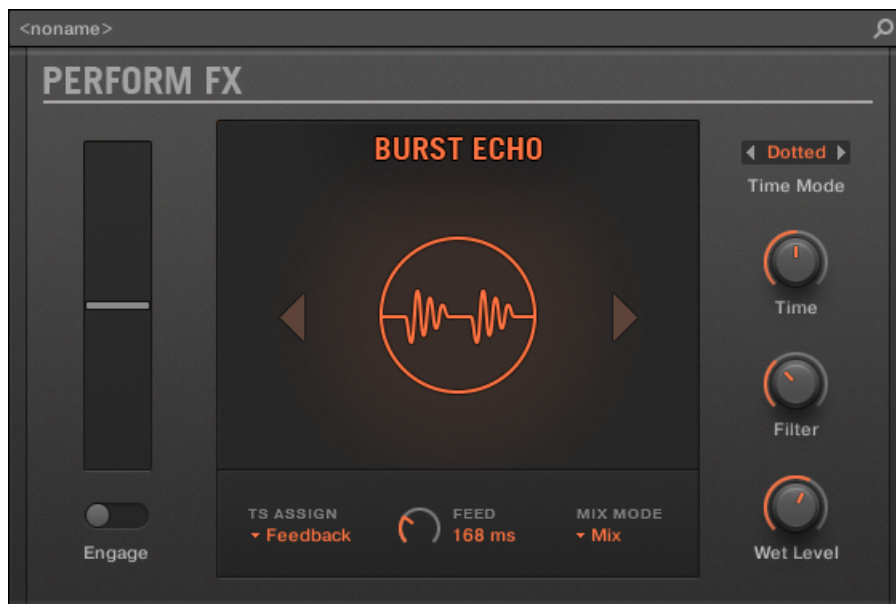 <noname>
PERFORM FX
BURST ECHO
Dotted
Time Mode
Time
Filter
Wet Level
TS ASSIGN
Feedback
FEED
168 ms
MIX MODE
Mix
Engage